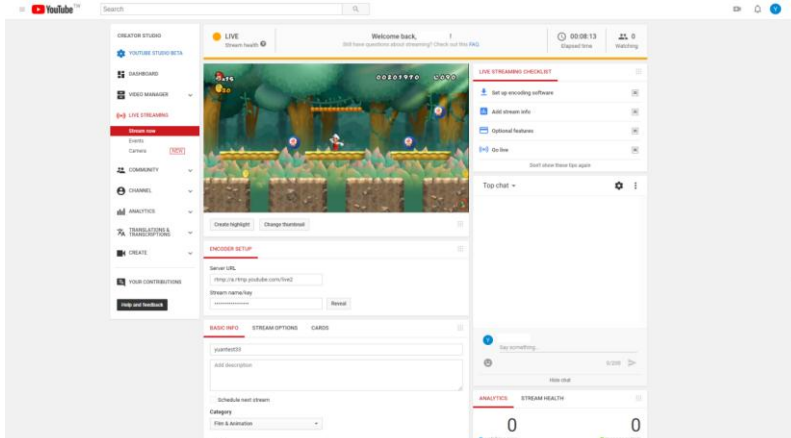 YouTube TW
Search
CREATOR STUDIO
YOUTUBE STUDIO BETA
DASHBOARD
VIDEO MANAGER
LIVE STREAMING
Stream now
Events
Camera
NEW
COMMUNITY
CHANNEL
ANALYTICS
TRANSLATIONS &
TRANSCRIPTIONS
CREATE
YOUR CONTRIBUTIONS
Help and feedback
LIVE
Stream health
Welcome back, !
Still have questions about streaming? Check out this FAQ.
00:08:13
Elapsed time
0
Watching
Create highlight
Change thumbnail
ENCODER SETUP
Server URL
rtmp://a.rtmp.youtube.com/live2
Stream name/key
Reveal
BASIC INFO
STREAM OPTIONS
CARDS
yuantest33
Add description
Schedule next stream
Category
Film & Animation
LIVE STREAMING CHECKLIST
Set up encoding software
Add stream info
Optional features
Go live
Don't show these tips again
Top chat
Y
Say something...
0/200
Hide chat
ANALYTICS
STREAM HEALTH
0
0